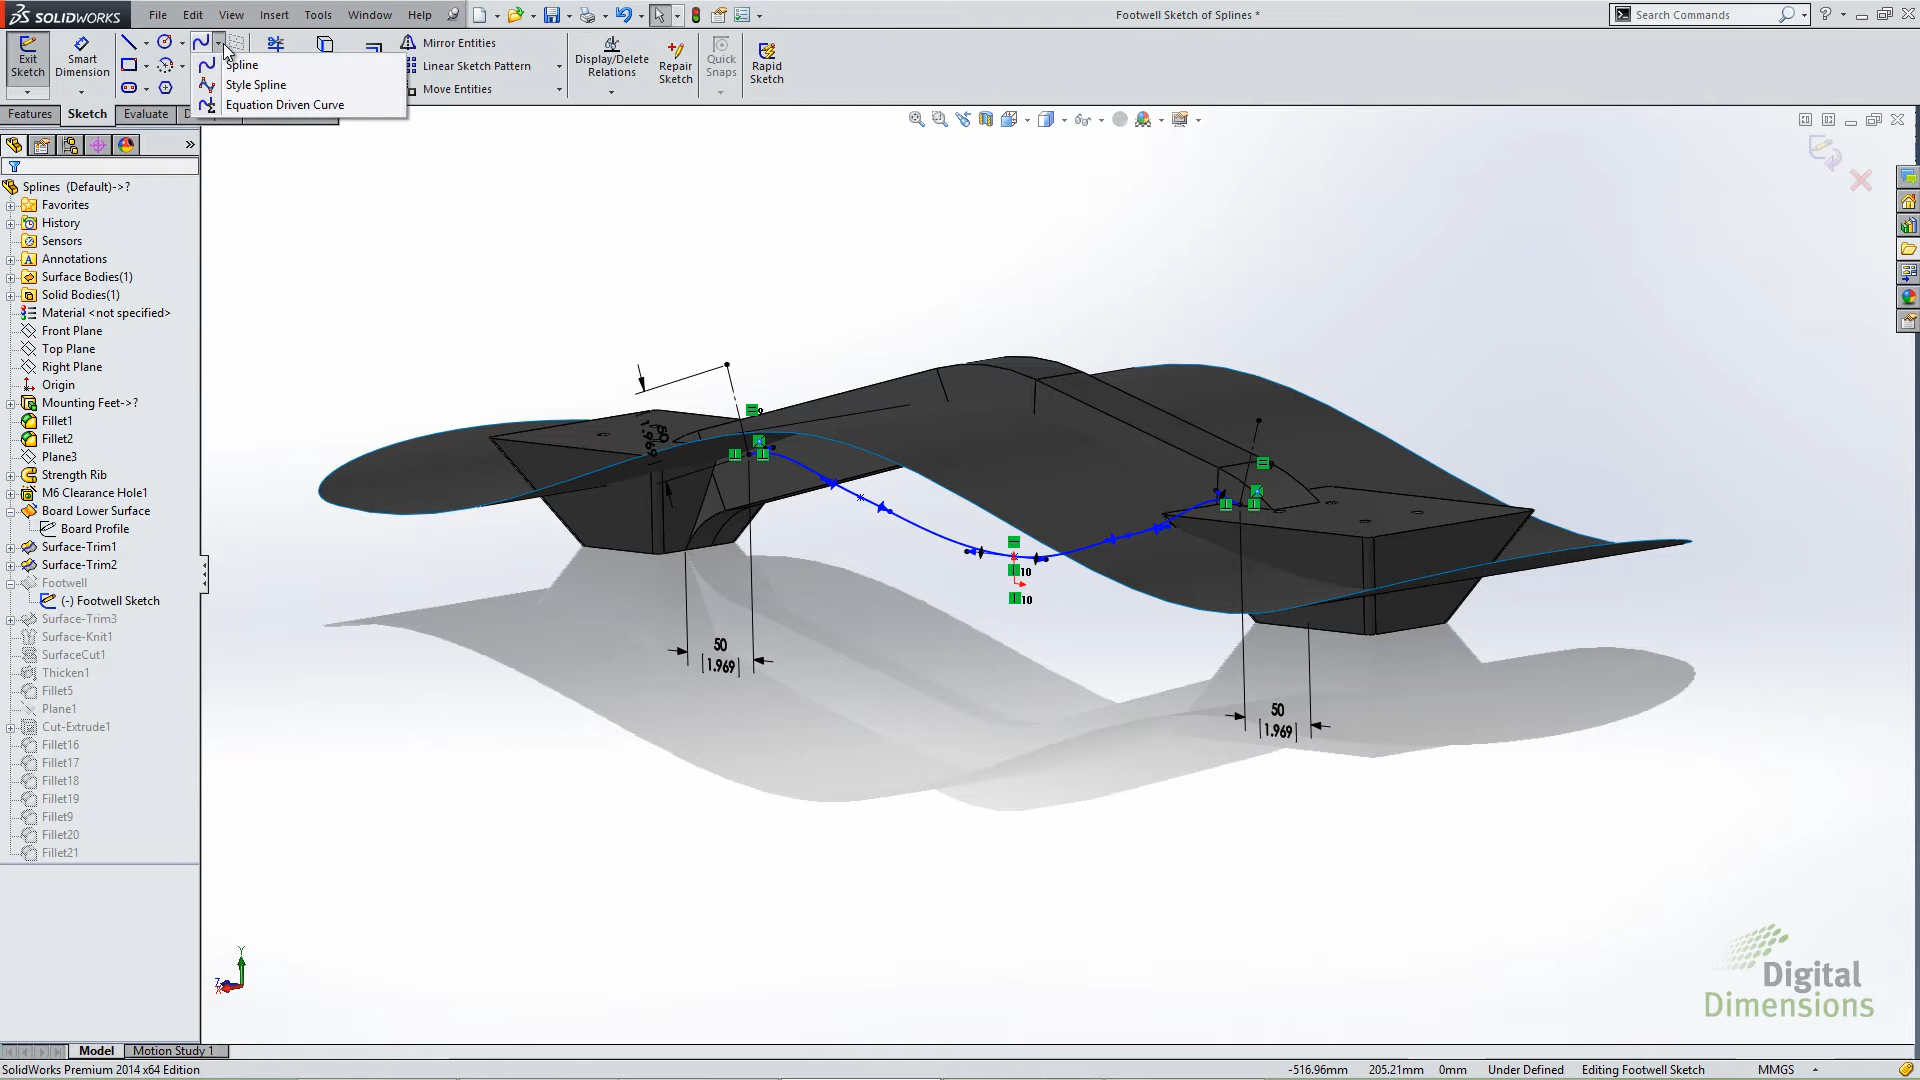 SOLIDWORKS
File Edit View Insert Tools Window Help
Footwell Sketch of Splines *
Search Commands
Exit Sketch
Smart Dimension
Mirror Entities
Linear Sketch Pattern
Move Entities
Display/Delete Relations
Repair Sketch
Quick Snaps
Rapid Sketch
Spline
Style Spline
Equation Driven Curve
Features Sketch Evaluate D
Splines (Default)->?
Favorites
History
Sensors
Annotations
Surface Bodies(1)
Solid Bodies(1)
Material <not specified>
Front Plane
Top Plane
Right Plane
Origin
Mounting Feet->?
Fillet1
Fillet2
Plane3
Strength Rib
M6 Clearance Hole1
Board Lower Surface
Board Profile
Surface-Trim1
Surface-Trim2
Footwell
(-) Footwell Sketch
Surface-Trim3
Surface-Knit1
SurfaceCut1
Thicken1
Fillet5
Plane1
Cut-Extrude1
Fillet16
Fillet17
Fillet18
Fillet19
Fillet9
Fillet20
Fillet21
9
50
1.969
10
10
50
[1.969]
50
[1.969]
Y
Z
X
Digital
Dimensions
Model Motion Study 1
SolidWorks Premium 2014 x64 Edition
-516.96mm 205.21mm 0mm Under Defined Editing Footwell Sketch MMGS